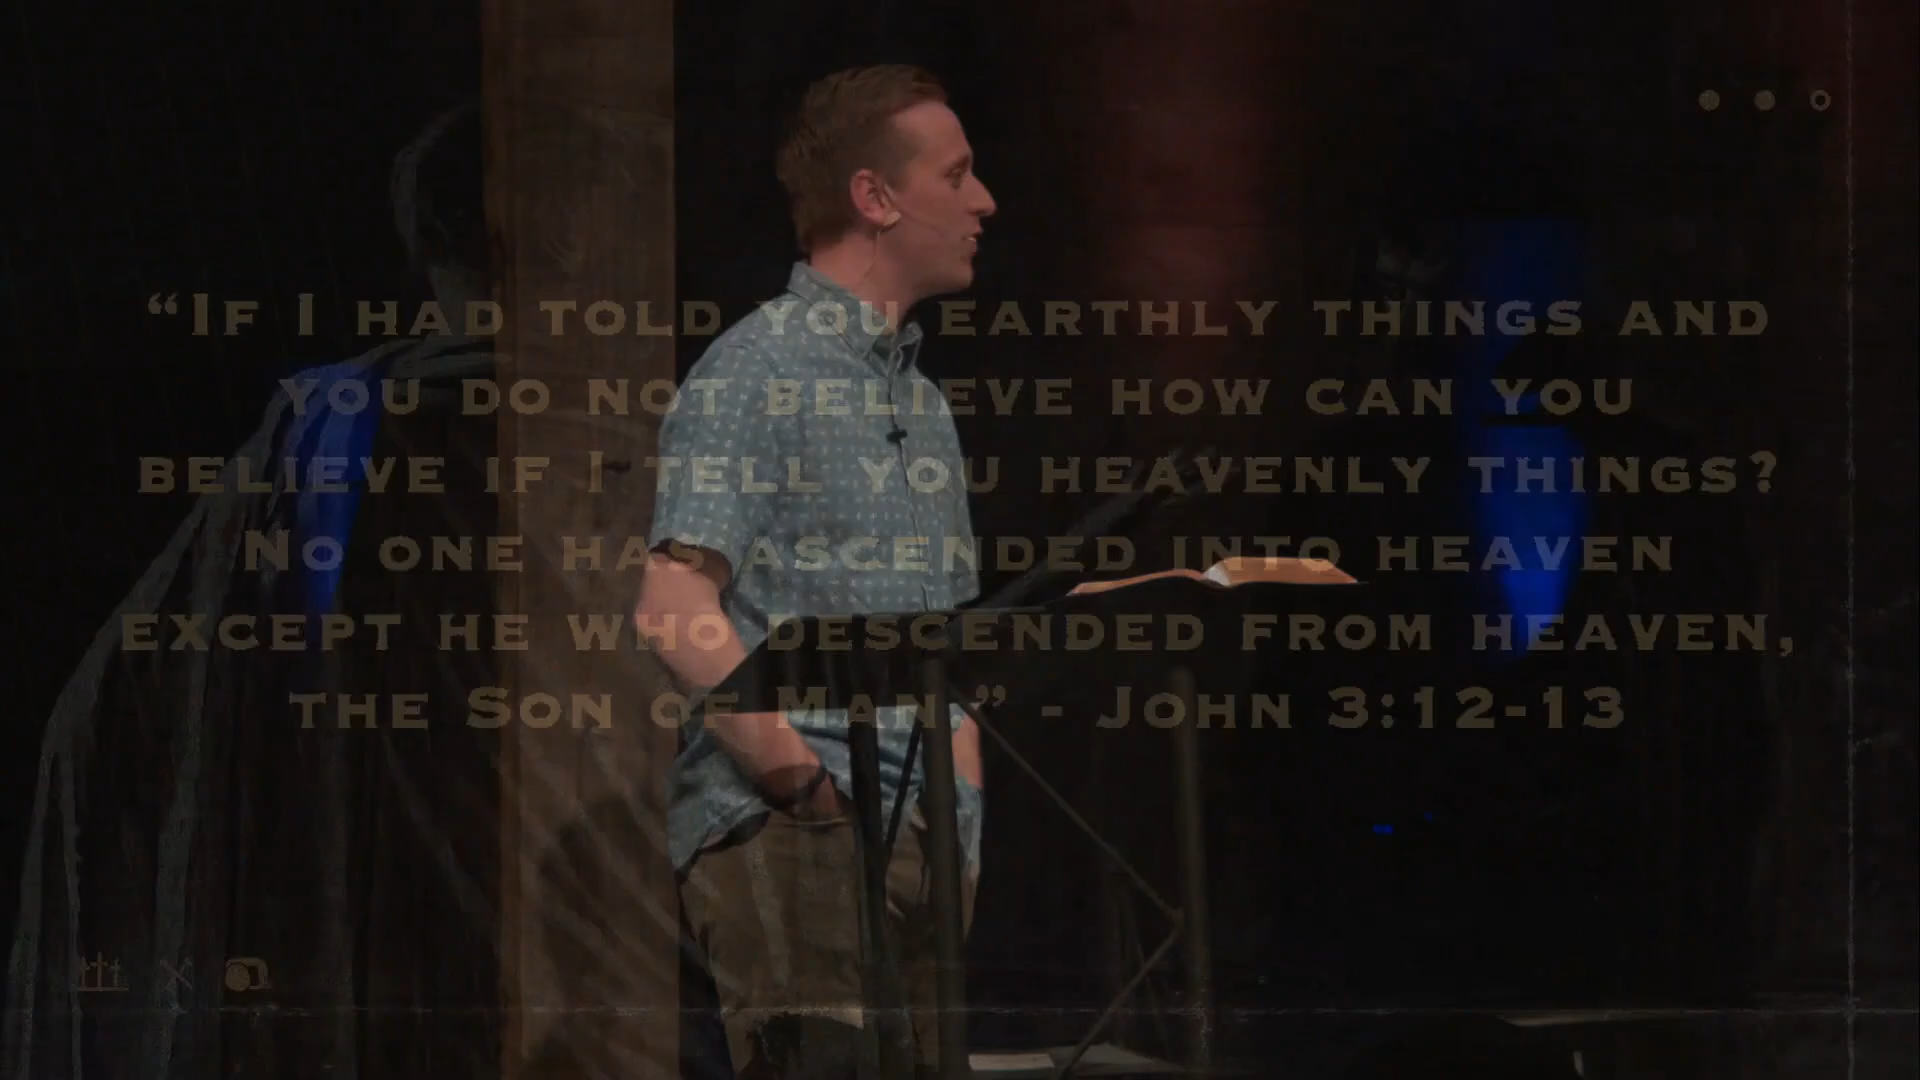 “If I had told you earthly things and
you do not believe how can you
believe if I tell you heavenly things?
No one has ascended into heaven
except he who descended from heaven,
the Son of Man.” - John 3:12-13